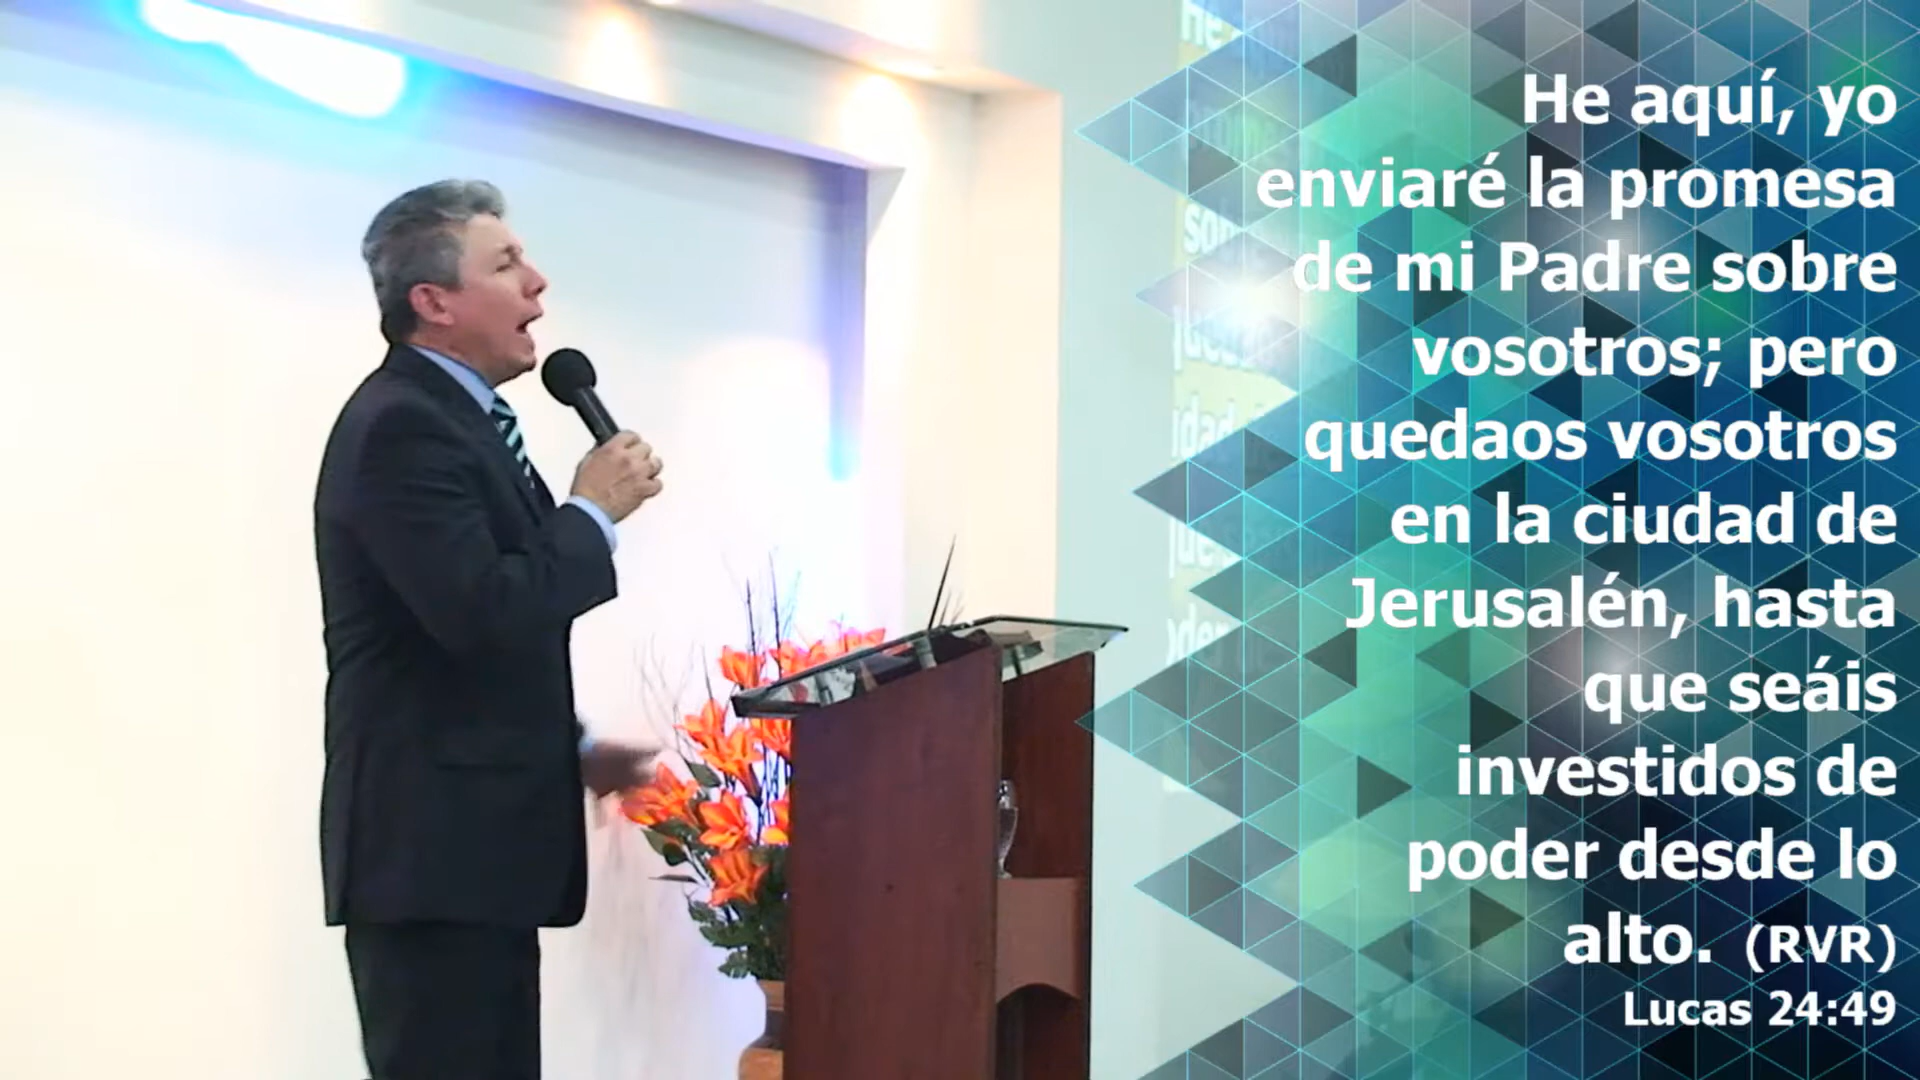 He aquí, yo
enviaré la promesa
de mi Padre sobre
vosotros; pero
quedaos vosotros
en la ciudad de
Jerusalén, hasta
que seáis
investidos de
poder desde lo
alto. (RVR)
Lucas 24:49